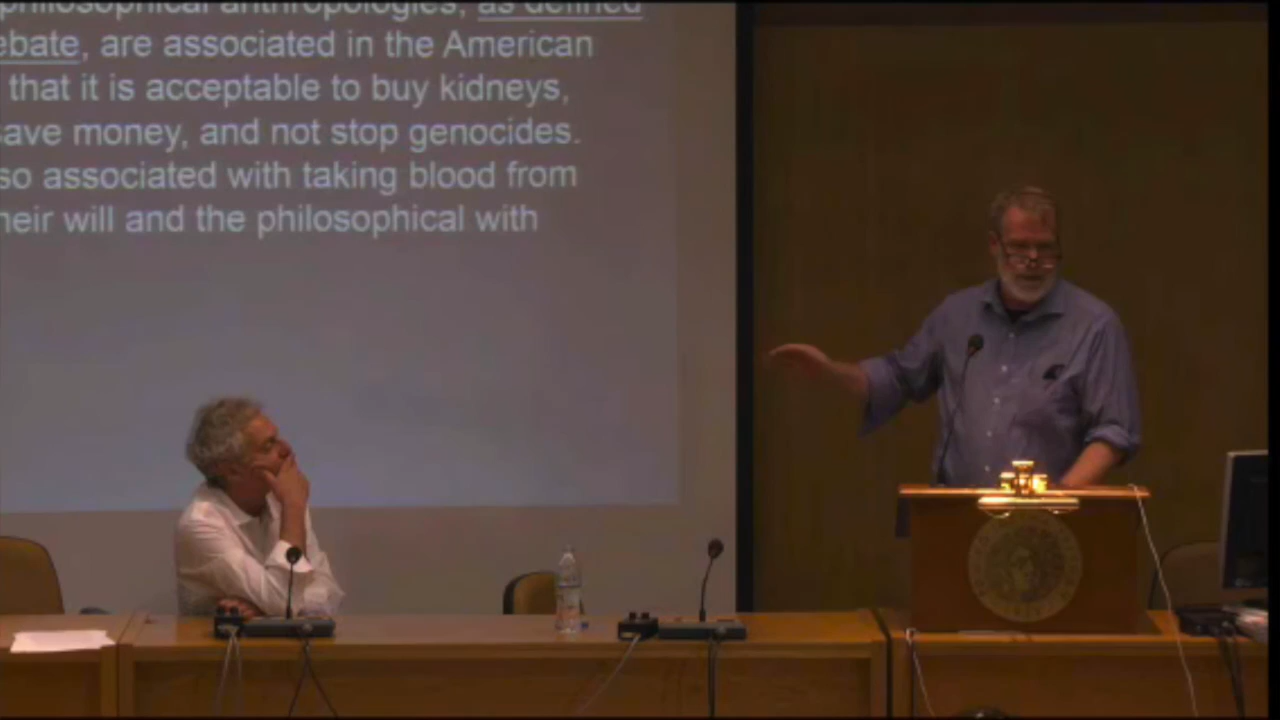 philosophical anthropologies, as defined
ebate, are associated in the American
that it is acceptable to buy kidneys,
save money, and not stop genocides.
so associated with taking blood from
heir will and the philosophical with